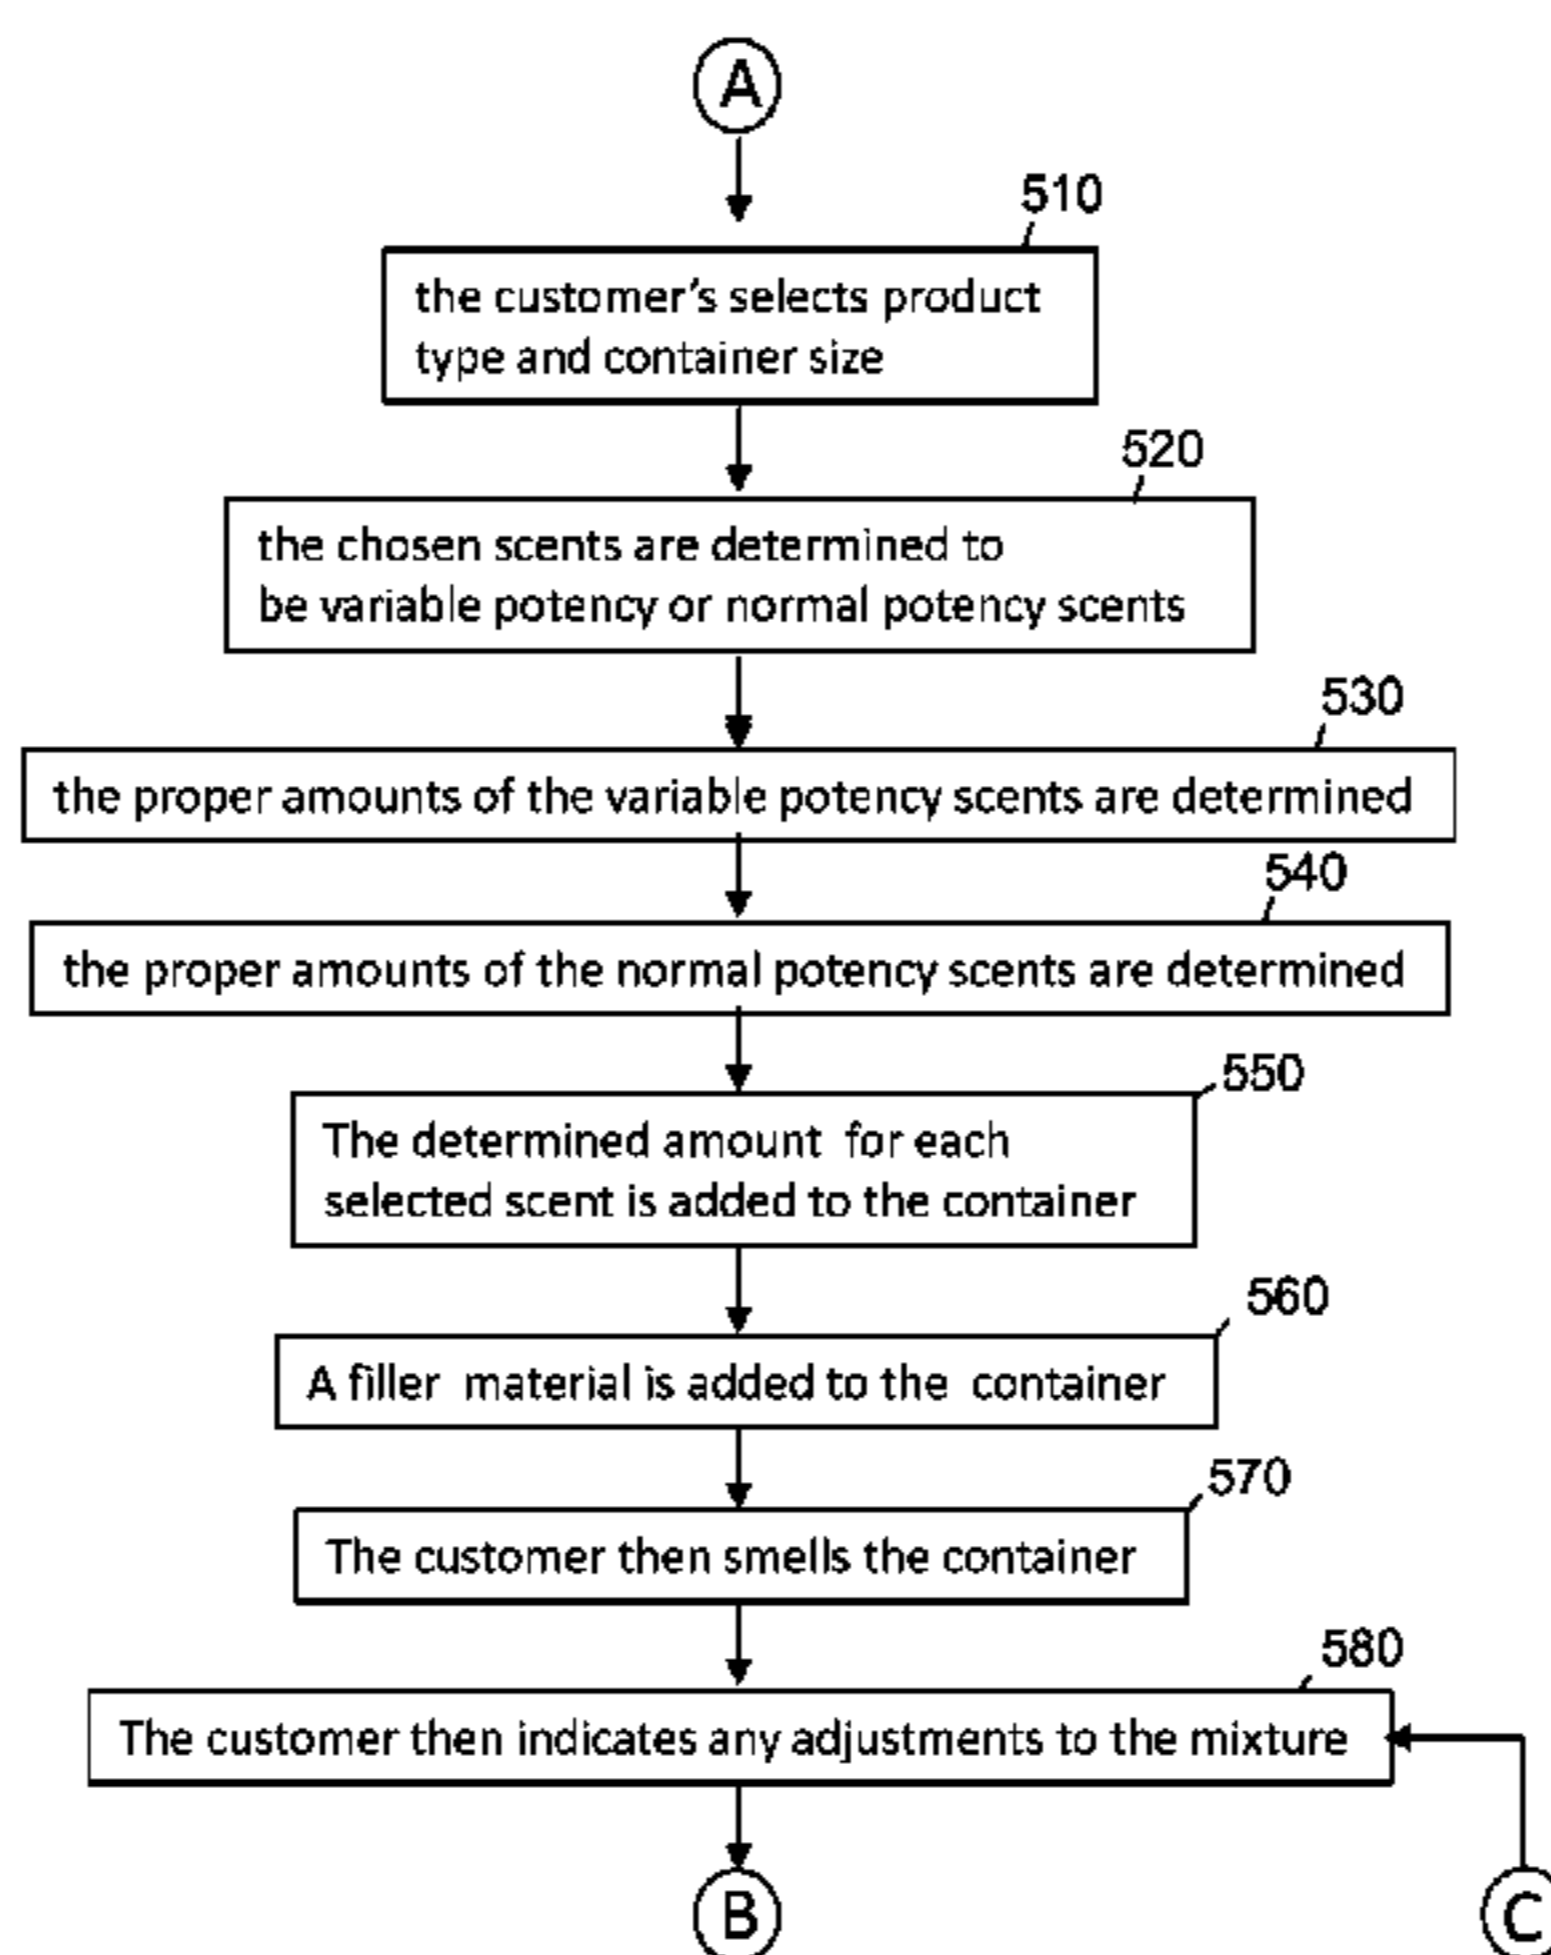 A
510
the customer's selects product
type and container size
520
the chosen scents are determined to
be variable potency or normal potency scents
530
the proper amounts of the variable potency scents are determined
540
the proper amounts of the normal potency scents are determined
550
The determined amount for each
selected scent is added to the container
560
A filler material is added to the container
570
The customer then smells the container
580
The customer then indicates any adjustments to the mixture
B
C